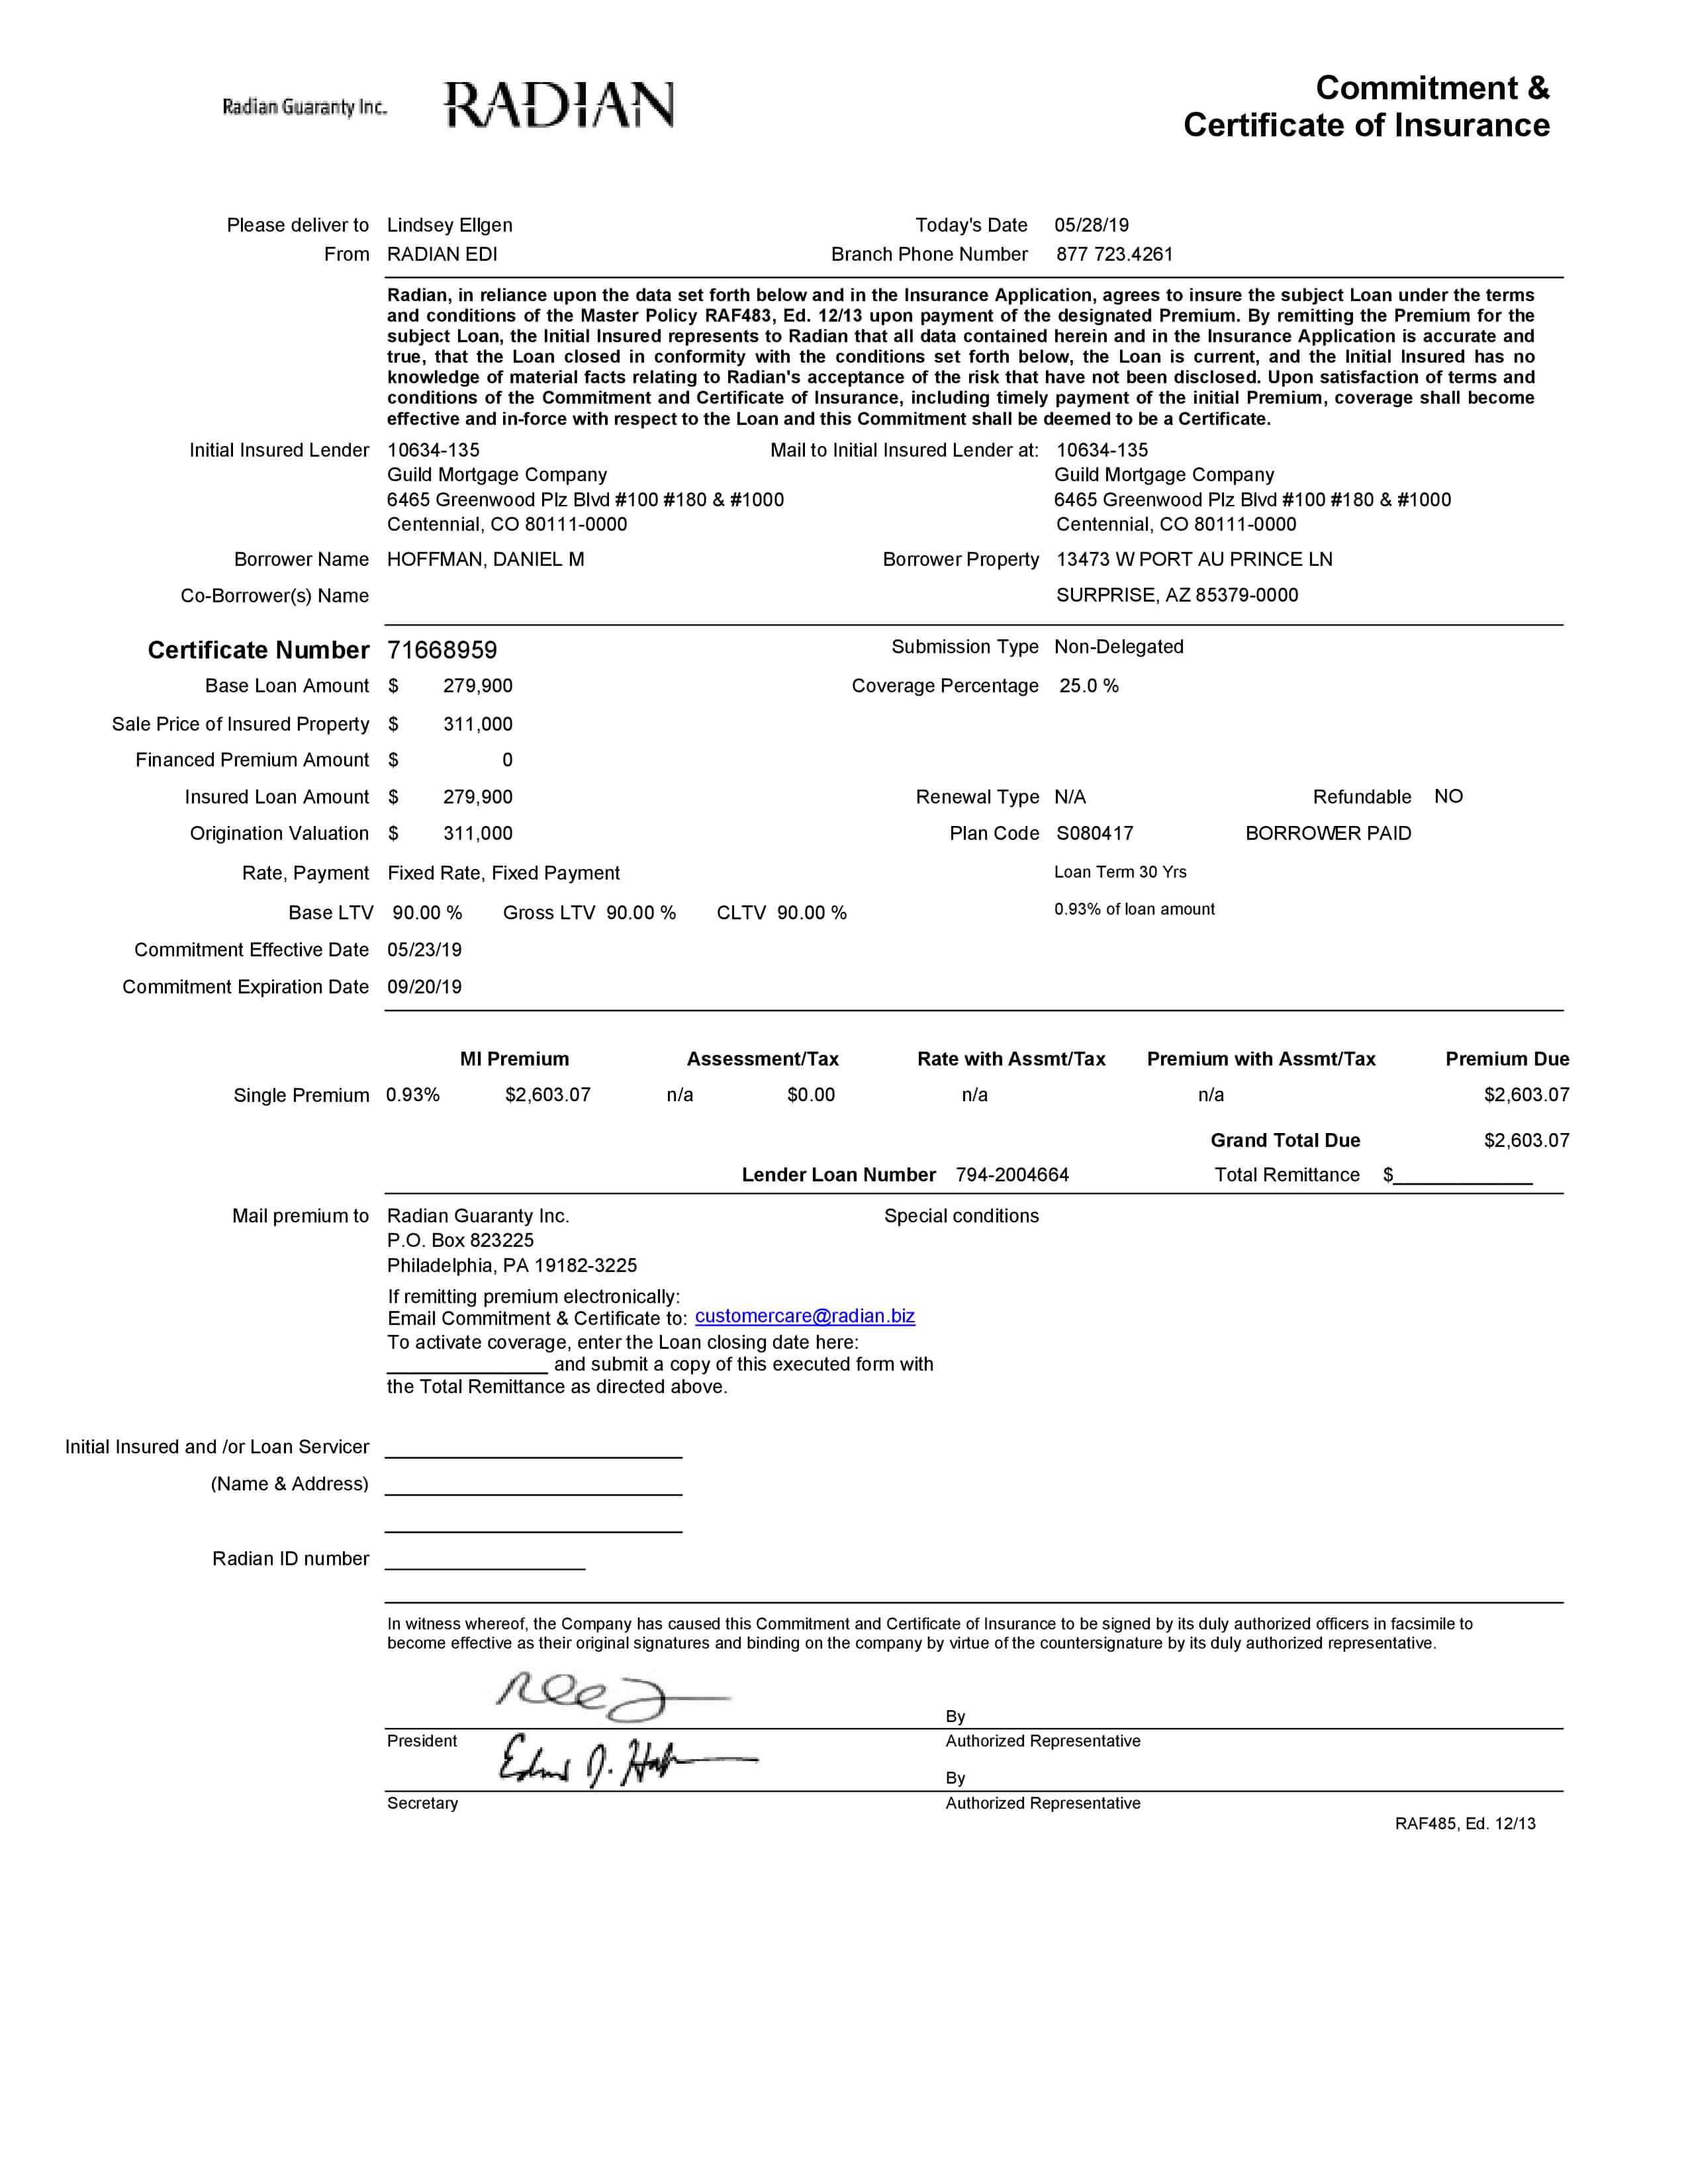 Radian Guaranty Inc. RADIAN
Commitment &
Certificate of Insurance
Please deliver to Lindsey Ellgen Today's Date 05/28/19
From RADIAN EDI Branch Phone Number 877 723.4261
Radian, in reliance upon the data set forth below and in the Insurance Application, agrees to insure the subject Loan under the terms
and conditions of the Master Policy RAF483, Ed. 12/13 upon payment of the designated Premium. By remitting the Premium for the
subject Loan, the Initial Insured represents to Radian that all data contained herein and in the Insurance Application is accurate and
true, that the Loan closed in conformity with the conditions set forth below, the Loan is current, and the Initial Insured has no
knowledge of material facts relating to Radian's acceptance of the risk that have not been disclosed. Upon satisfaction of terms and
conditions of the Commitment and Certificate of Insurance, including timely payment of the initial Premium, coverage shall become
effective and in-force with respect to the Loan and this Commitment shall be deemed to be a Certificate.
Initial Insured Lender 10634-135 Mail to Initial Insured Lender at: 10634-135
Guild Mortgage Company Guild Mortgage Company
6465 Greenwood Plz Blvd #100 #180 & #1000 6465 Greenwood Plz Blvd #100 #180 & #1000
Centennial, CO 80111-0000 Centennial, CO 80111-0000
Borrower Name HOFFMAN, DANIEL M Borrower Property 13473 W PORT AU PRINCE LN
Co-Borrower(s) Name SURPRISE, AZ 85379-0000
Certificate Number 71668959 Submission Type Non-Delegated
Base Loan Amount $ 279,900 Coverage Percentage 25.0 %
Sale Price of Insured Property $ 311,000
Financed Premium Amount $ 0
Insured Loan Amount $ 279,900 Renewal Type N/A Refundable NO
Origination Valuation $ 311,000 Plan Code S080417 BORROWER PAID
Rate, Payment Fixed Rate, Fixed Payment Loan Term 30 Yrs
Base LTV 90.00 % Gross LTV 90.00 % CLTV 90.00 % 0.93% of loan amount
Commitment Effective Date 05/23/19
Commitment Expiration Date 09/20/19
MI Premium Assessment/Tax Rate with Assmt/Tax Premium with Assmt/Tax Premium Due
Single Premium 0.93% $2,603.07 n/a $0.00 n/a n/a $2,603.07
Grand Total Due $2,603.07
Lender Loan Number 794-2004664 Total Remittance $
Mail premium to Radian Guaranty Inc. Special conditions
P.O. Box 823225
Philadelphia, PA 19182-3225
If remitting premium electronically:
Email Commitment & Certificate to: customercare@radian.biz
To activate coverage, enter the Loan closing date here:
and submit a copy of this executed form with
the Total Remittance as directed above.
Initial Insured and /or Loan Servicer
(Name & Address)
Radian ID number
In witness whereof, the Company has caused this Commitment and Certificate of Insurance to be signed by its duly authorized officers in facsimile to
become effective as their original signatures and binding on the company by virtue of the countersignature by its duly authorized representative.
By
President Authorized Representative
By
Secretary Authorized Representative
RAF485, Ed. 12/13